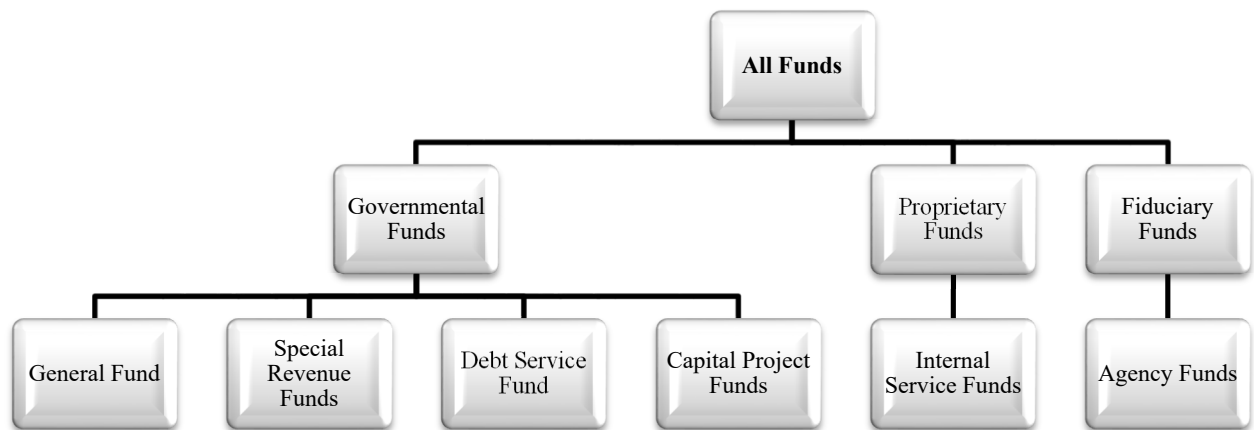 All Funds
Governmental
Funds
Proprietary
Funds
Fiduciary
Funds
General Fund
Special
Revenue
Funds
Debt Service
Fund
Capital Project
Funds
Internal
Service Funds
Agency Funds